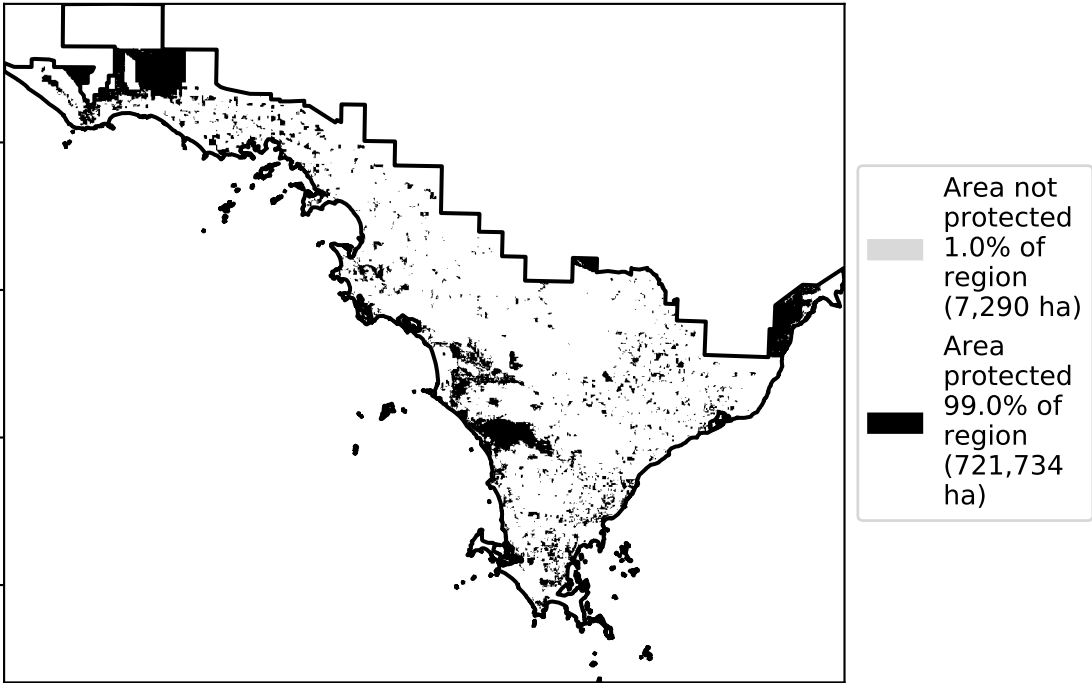 Area not
protected
1.0% of
region
(7,290 ha)
Area
protected
99.0% of
region
(721,734
ha)